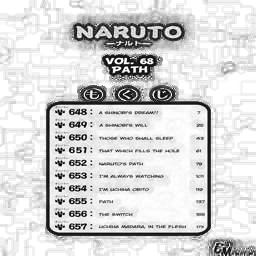 NARUTO
ーナルトー
VOL. 68
PATH
もくじ
648: A SHINOBI'S DREAM!! 7
649: A SHINOBI'S WILL 25
650: THOSE WHO SHALL SLEEP 43
651: THAT WHICH FILLS THE HOLE 61
652: NARUTO'S PATH 79
653: I'M ALWAYS WATCHING 101
654: I'M UCHIHA OBITO 119
655: PATH 137
656: THE SWITCH 155
657: UCHIHA MADARA, IN THE FLESH 173